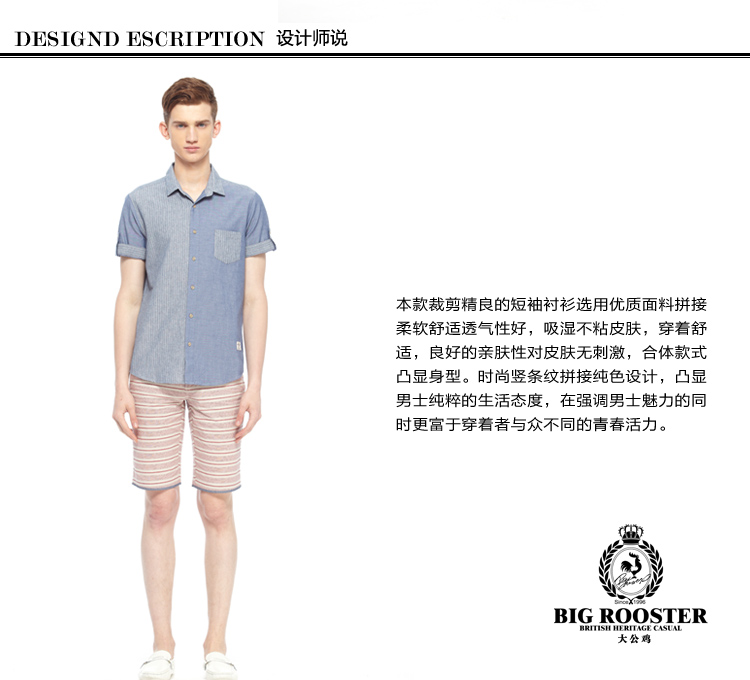 DESIGND ESCRIPTION 设计师说
本款裁剪精良的短袖衬衫选用优质面料拼接
柔软舒适透气性好，吸湿不粘皮肤，穿着舒
适，良好的亲肤性对皮肤无刺激，合体款式
凸显身型。时尚竖条纹拼接纯色设计，凸显
男士纯粹的生活态度，在强调男士魅力的同
时更富于穿着者与众不同的青春活力。
Since 1996
BIG ROOSTER
BRITISH HERITAGE CASUAL
大公鸡